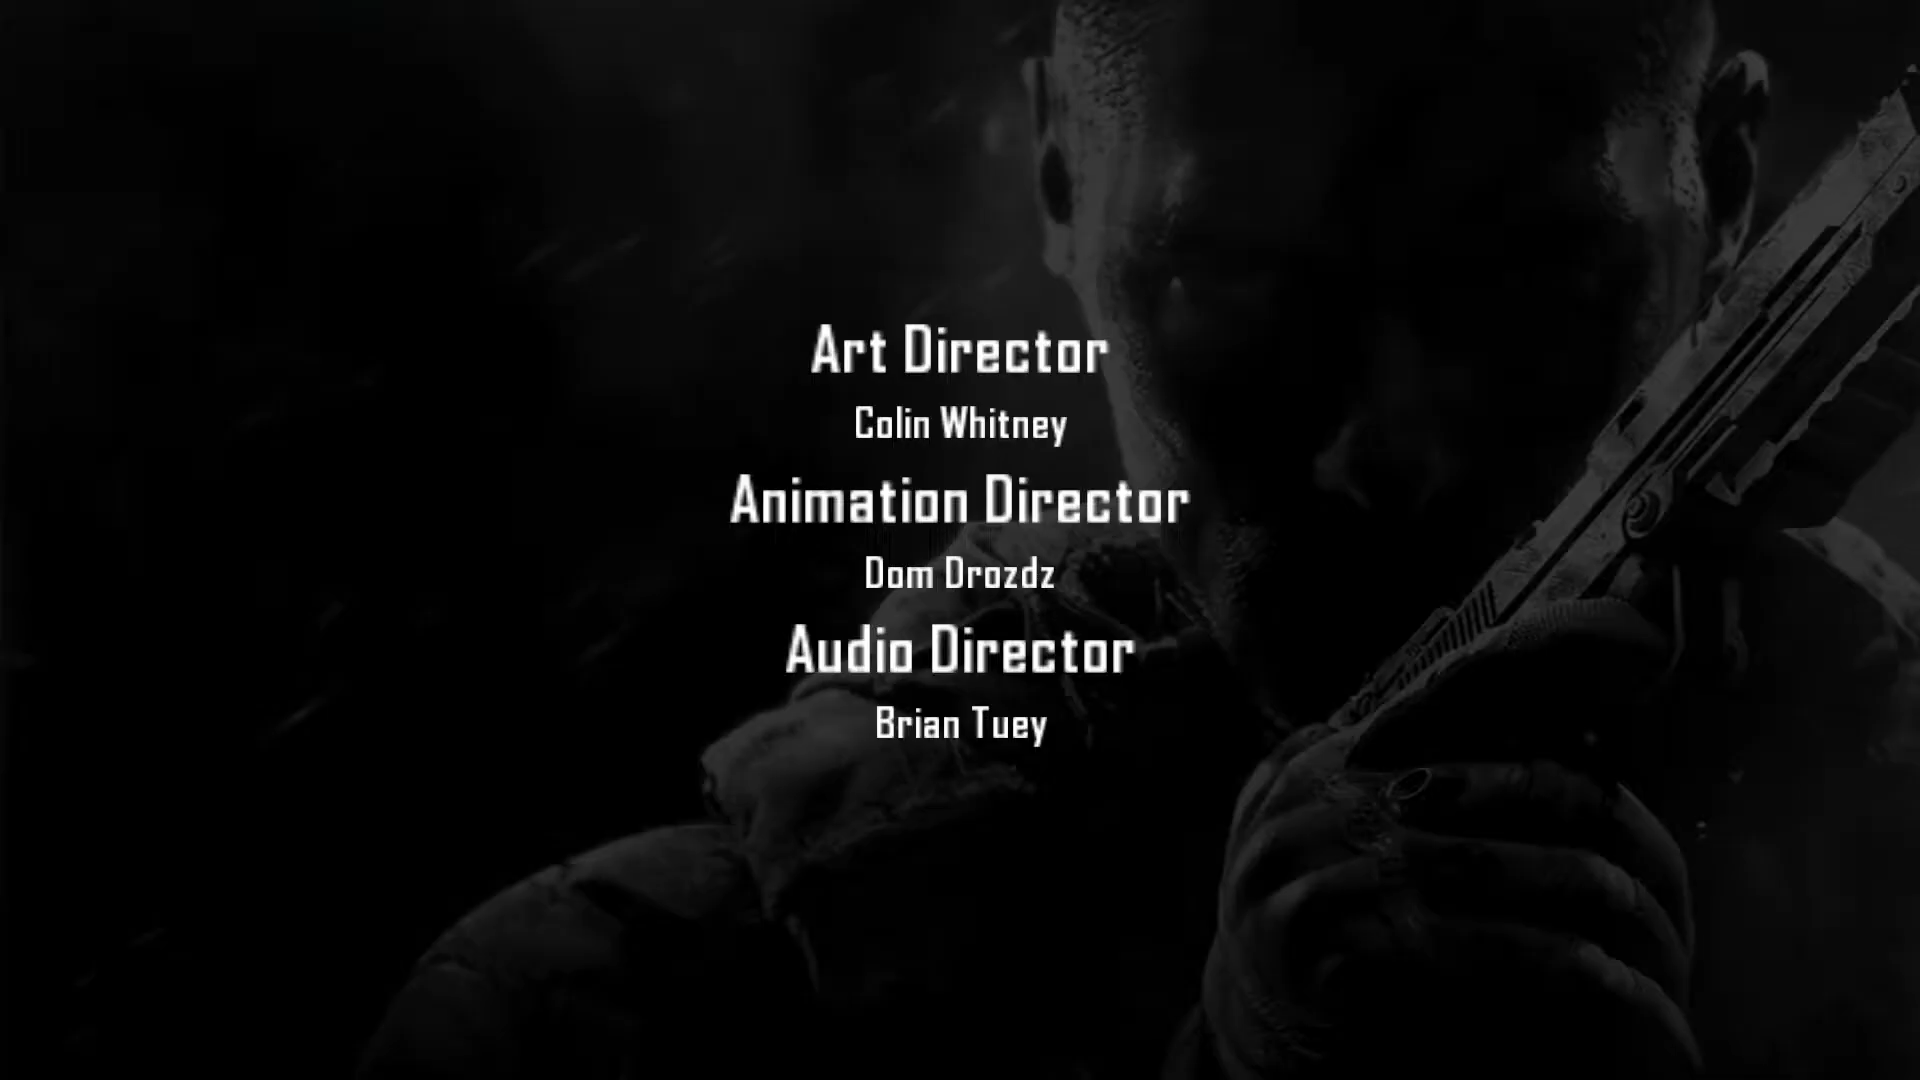 Art Director
Colin Whitney
Animation Director
Dom Drozdz
Audio Director
Brian Tuey